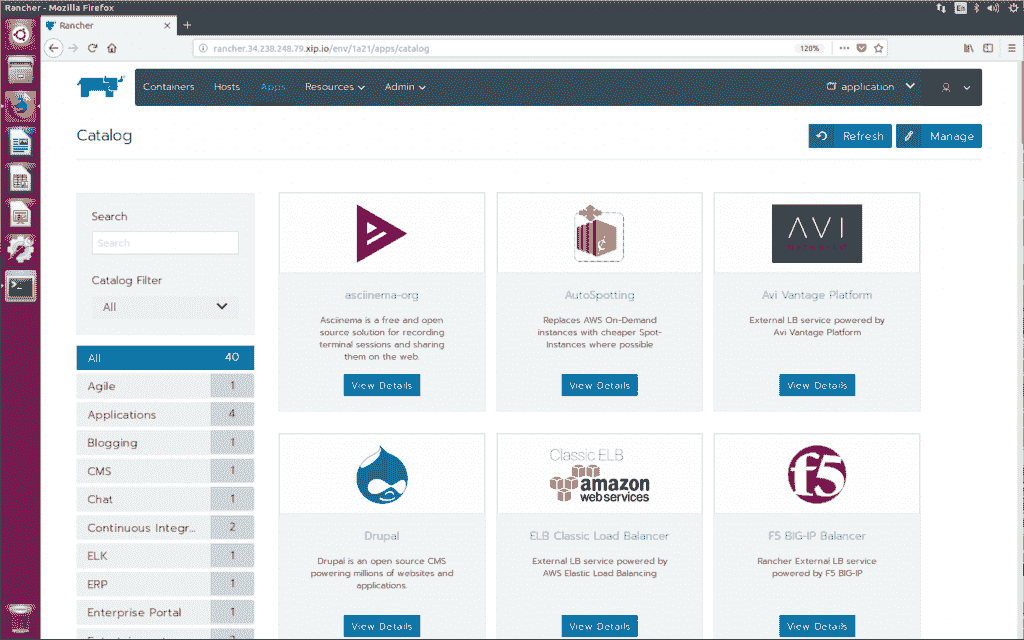 Rancher - Mozilla Firefox
En
Rancher
rancher.34.238.248.79.xip.io/env/1a21/apps/catalog
120%
Containers
Hosts
Apps
Resources
Admin
application
Catalog
Refresh
Manage
Search
Search
Catalog Filter
All
All 40
Agile 1
Applications 4
Blogging 1
CMS 1
Chat 1
Continuous Integr... 2
ELK 1
ERP 1
Enterprise Portal 1
asciinema-org
Asciinema is a free and open
source solution for recording
terminal sessions and sharing
them on the web.
View Details
AutoSpotting
Replaces AWS On-Demand
instances with cheaper Spot-
Instances where possible
View Details
AVI
Avi Vantage Platform
External LB service powered by
Avi Vantage Platform
View Details
Drupal
Drupal is an open source CMS
powering millions of websites and
applications.
View Details
Classic ELB
amazon
web services
ELB Classic Load Balancer
External LB service powered by
AWS Elastic Load Balancing
View Details
f5
F5 BIG-IP Balancer
Rancher External LB service
powered by F5 BIG-IP
View Details